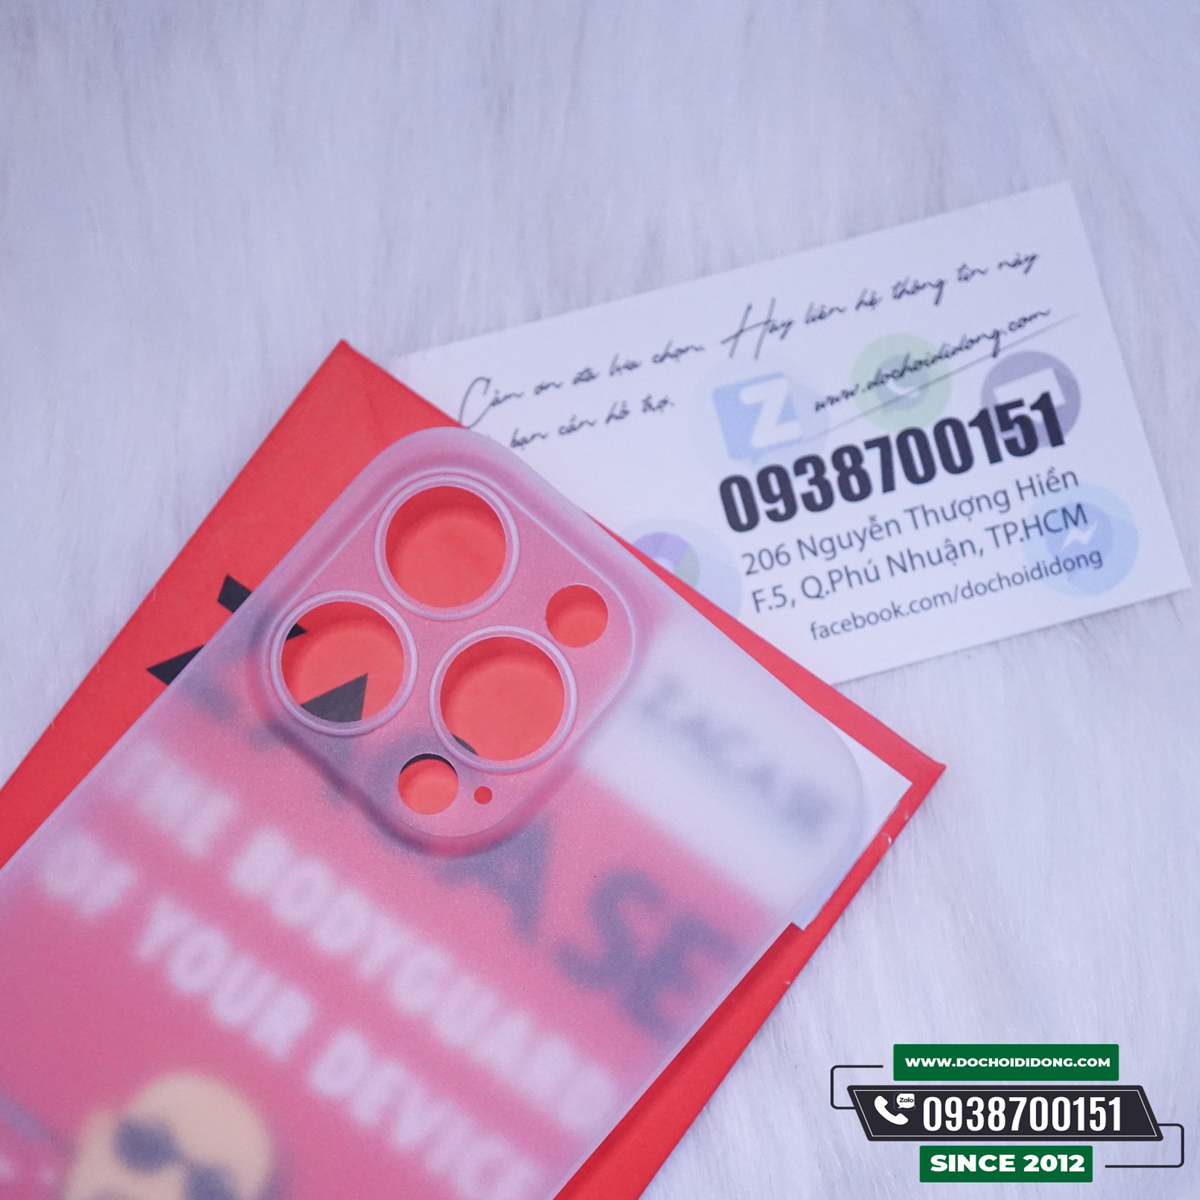 Cảm ơn đã lựa chọn. Hãy liên hệ thông tin này
bạn cần hỗ trợ.
www.dochoididong.com
Z
0938700151
206 Nguyễn Thượng Hiền
F.5, Q.Phú Nhuận, TP.HCM
facebook.com/dochoididong
THE BODYGUARD
OF YOUR DEVICE
WWW.DOCHOIDIDONG.COM
Zalo
0938700151
SINCE 2012